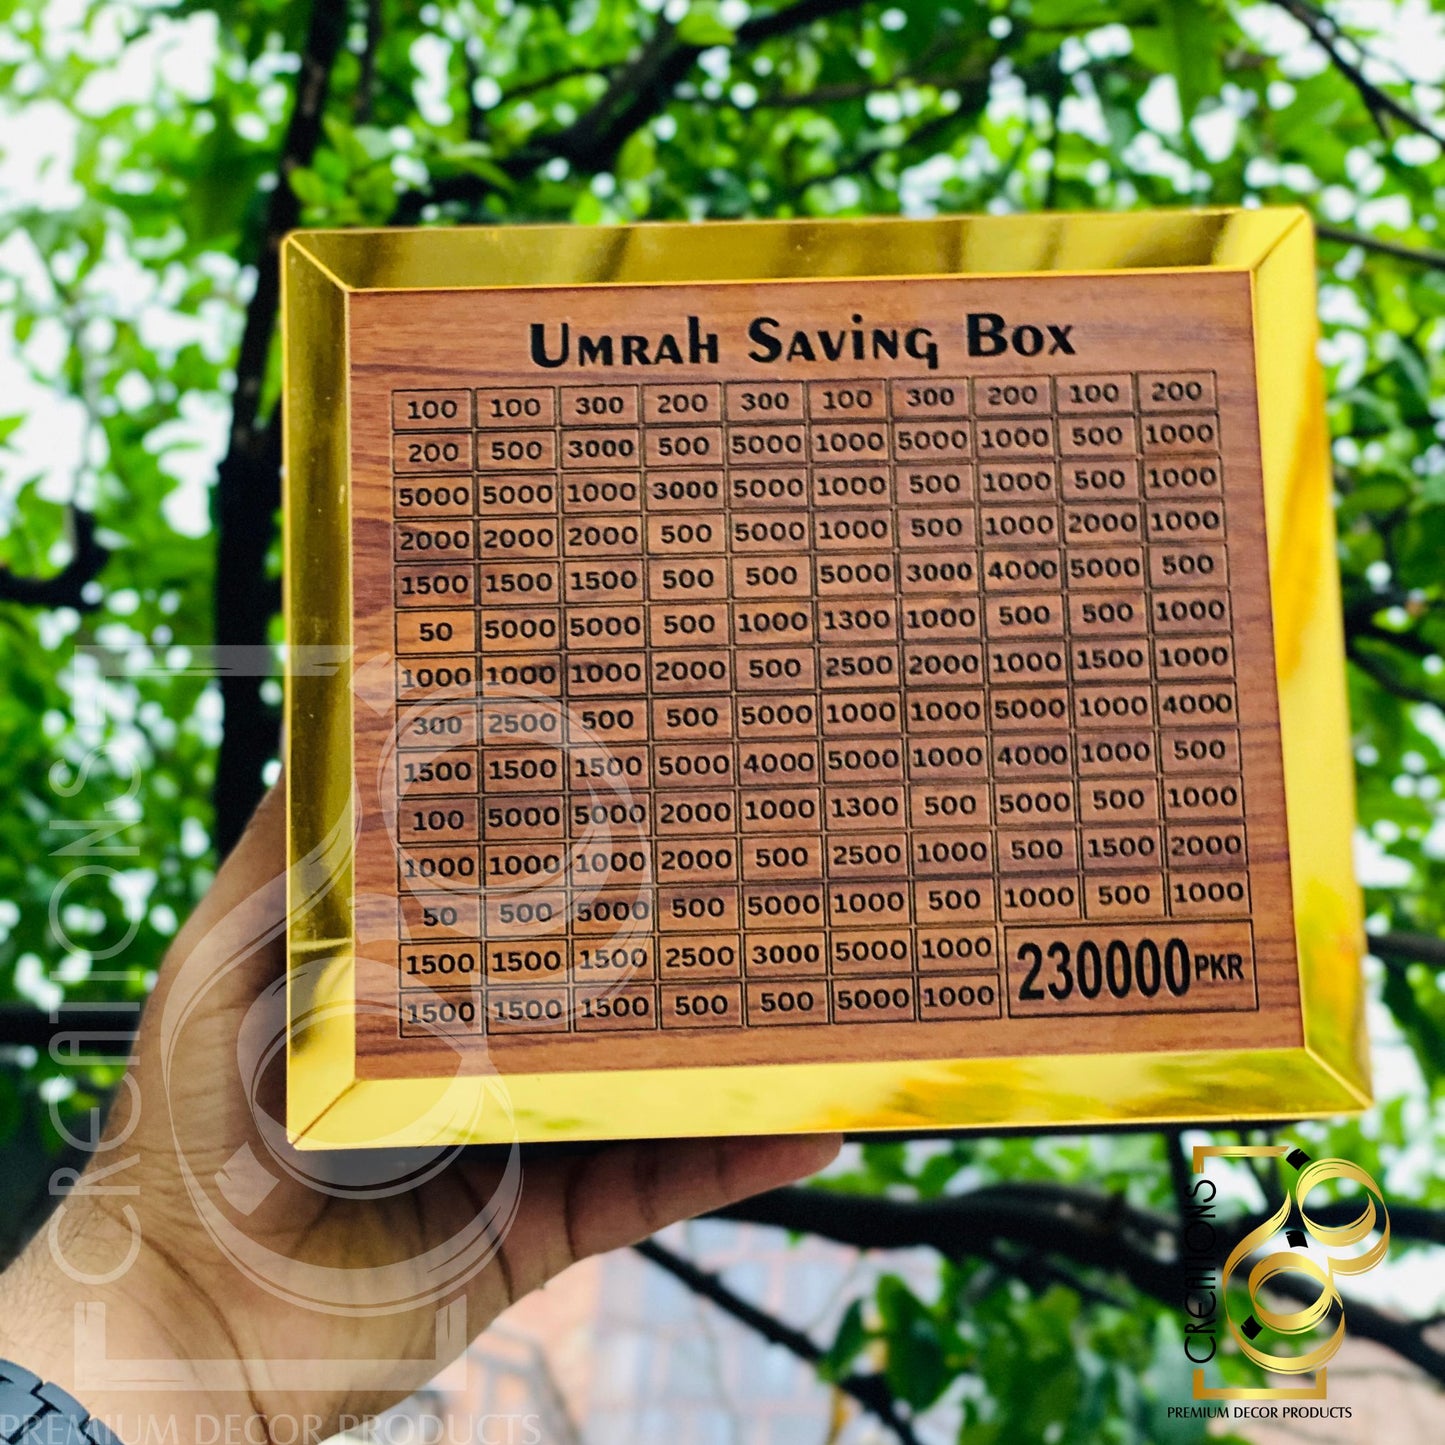 Umrah Saving Box
100 100 300 200 300 100 300 200 100 200
200 500 3000 500 5000 1000 5000 1000 500 1000
5000 5000 1000 3000 5000 1000 500 1000 500 1000
2000 2000 2000 500 5000 1000 500 1000 2000 1000
1500 1500 1500 500 500 5000 3000 4000 5000 500
50 5000 5000 500 1000 1300 1000 500 500 1000
1000 1000 1000 2000 500 2500 2000 1000 1500 1000
300 2500 500 500 5000 1000 1000 5000 1000 4000
1500 1500 1500 5000 4000 5000 1000 4000 1000 500
100 5000 5000 2000 1000 1300 500 5000 500 1000
1000 1000 1000 2000 500 2500 1000 500 1500 2000
50 500 5000 500 5000 1000 500 1000 500 1000
1500 1500 1500 2500 3000 5000 1000
1500 1500 1500 500 500 5000 1000
230000 PKR
CREATIONS
PREMIUM DECOR PRODUCTS
CREATIONS
PREMIUM DECOR PRODUCTS